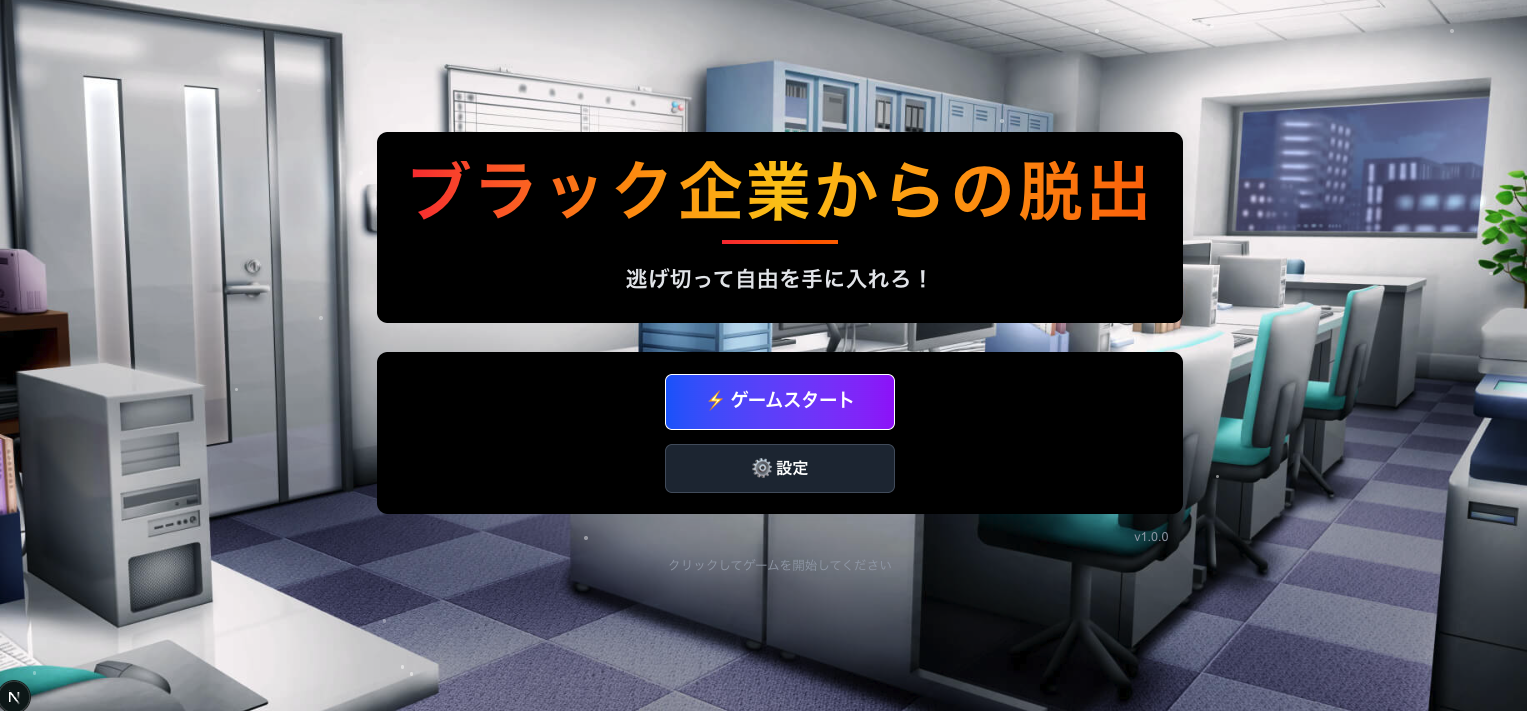 ブラック企業からの脱出
逃げ切って自由を手に入れろ！
⚡ ゲームスタート
⚙️ 設定
v1.0.0
クリックしてゲームを開始してください
N